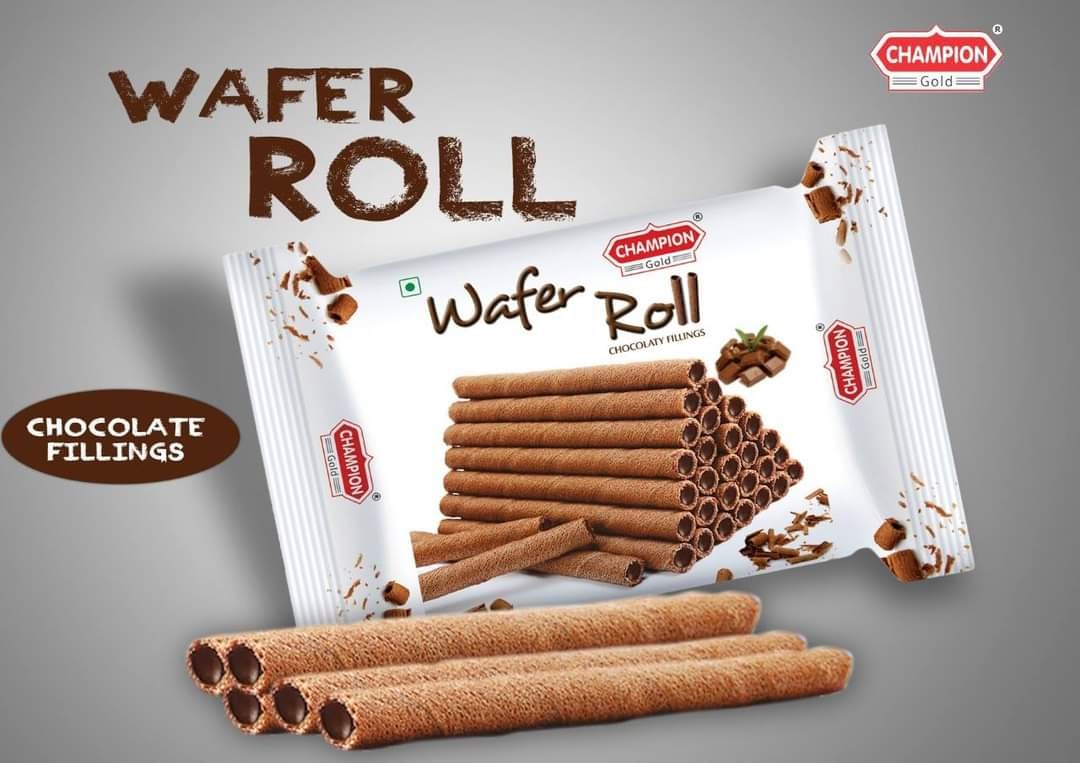 WAFER
ROLL
CHAMPION
Gold
®
CHAMPION
Gold
®
Wafer Roll
CHOCOLATY FILLINGS
CHAMPION
Gold
®
CHOCOLATE
FILLINGS
CHAMPION
Gold
®